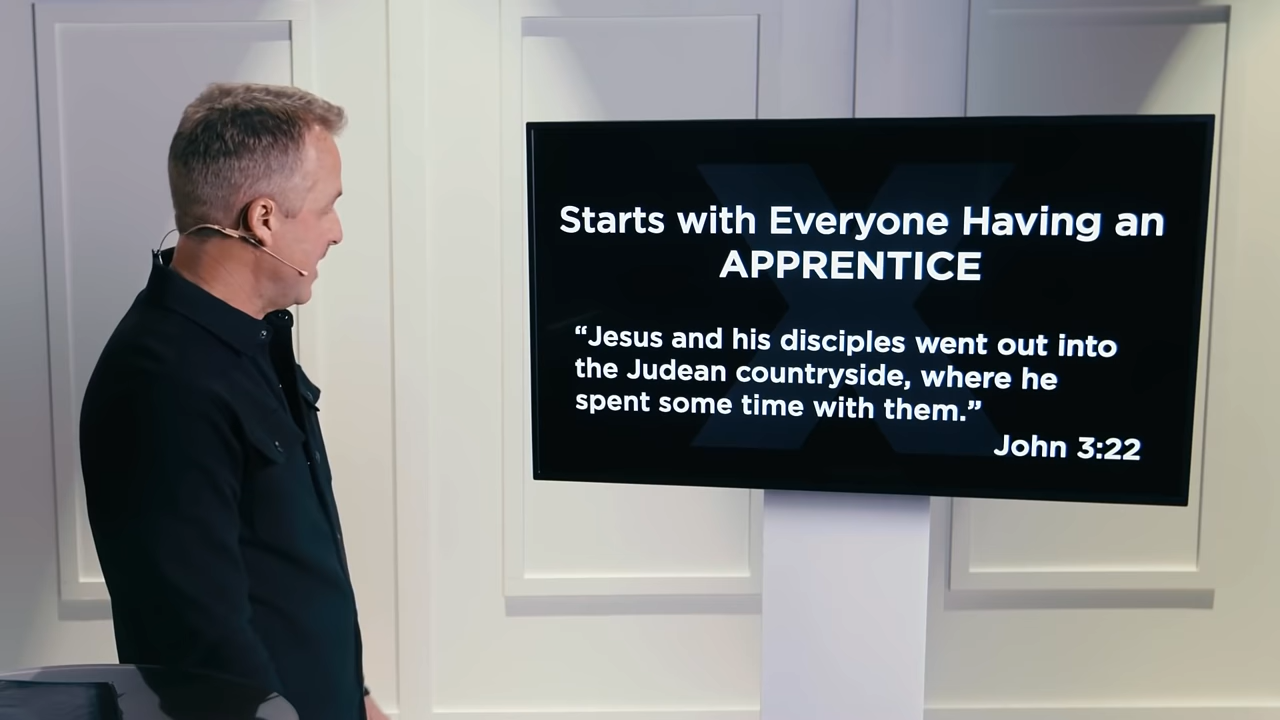 Starts with Everyone Having an
APPRENTICE
“Jesus and his disciples went out into
the Judean countryside, where he
spent some time with them.”
John 3:22